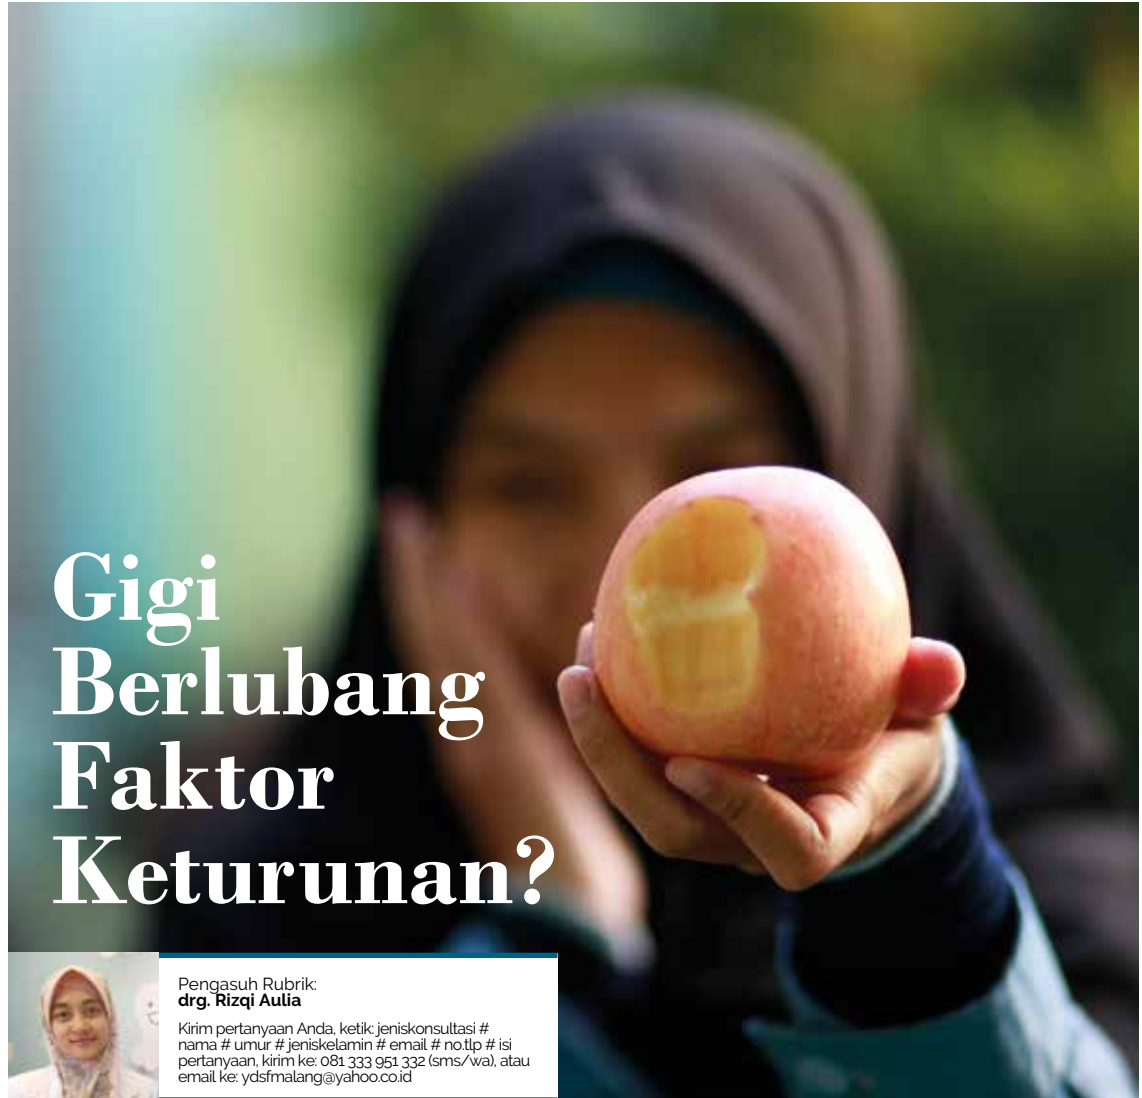 Gigi
Berlubang
Faktor
Keturunan?
Pengasuh Rubrik:
drg. Rizqi Aulia
Kirim pertanyaan Anda, ketik: jeniskonsultasi #
nama # umur # jeniskelamin # email # no.tlp # isi
pertanyaan, kirim ke: 081 333 951 332 (sms/wa), atau
email ke: ydsfmalang@yahoo.co.id